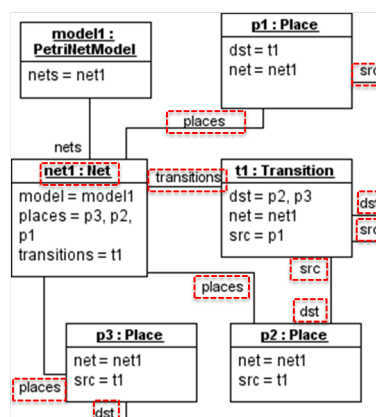 model1 :
PetriNetModel
nets = net1
p1 : Place
dst = t1
net = net1
src
places
nets
net1 : Net
model = model1
places = p3, p2,
p1
transitions = t1
transitions
t1 : Transition
dst = p2, p3
net = net1
src = p1
dst
src
src
places
dst
p3 : Place
net = net1
src = t1
p2 : Place
net = net1
src = t1
places
dst